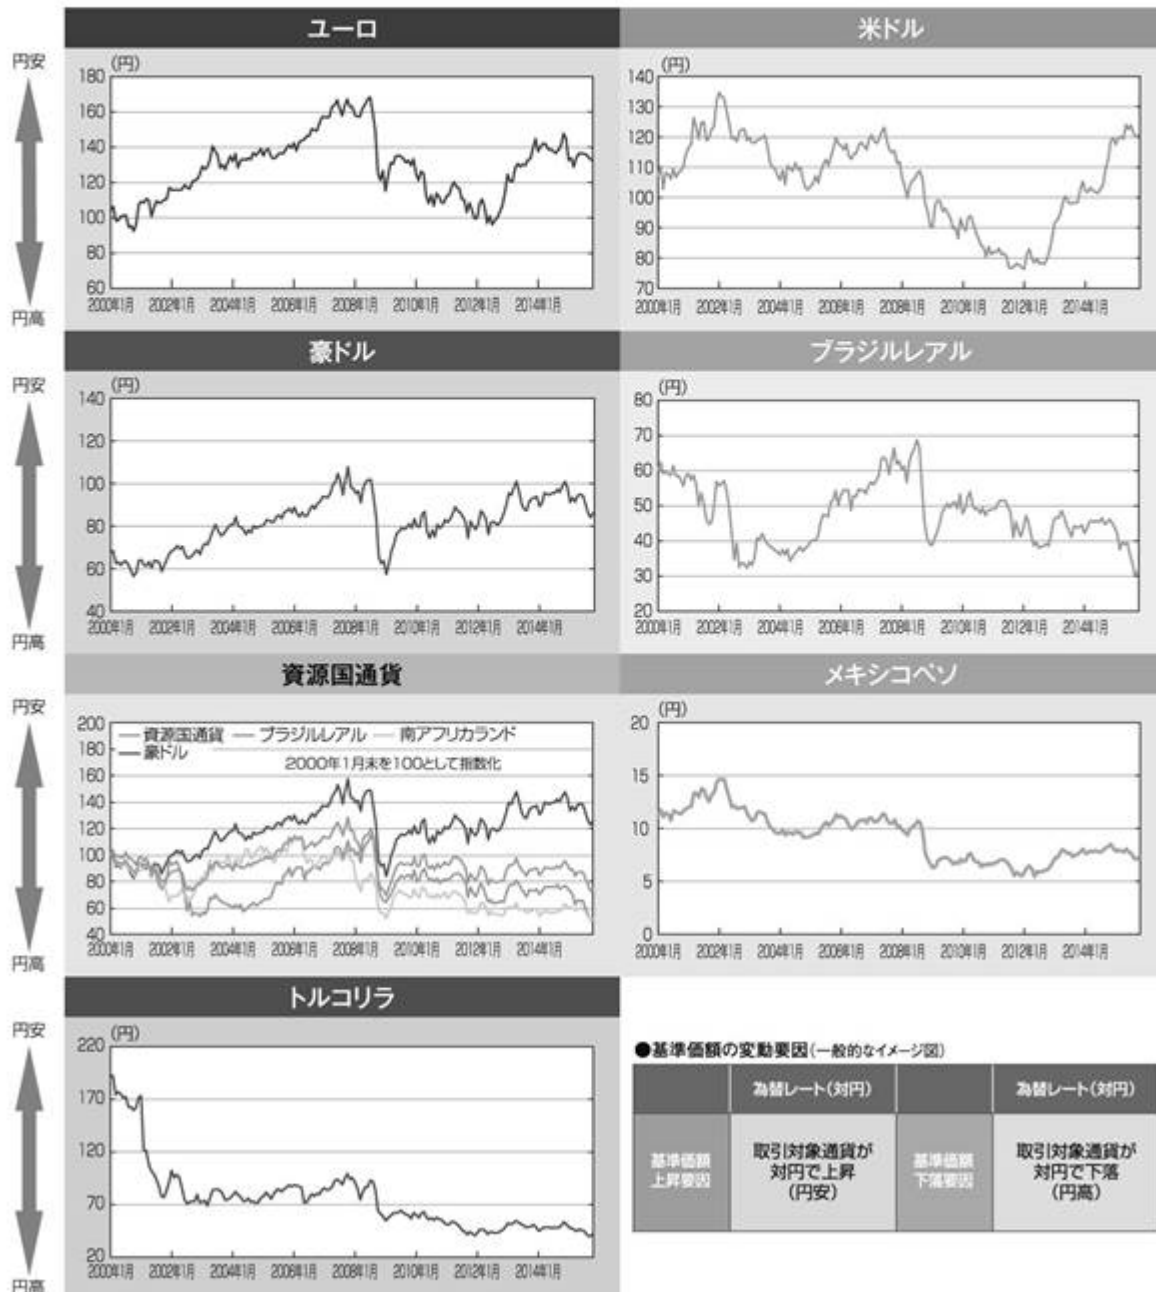 ユーロ
円安
(円)
180
160
140
120
100
80
60
2000年1月 2002年1月 2004年1月 2006年1月 2008年1月 2010年1月 2012年1月 2014年1月
円高
米ドル
(円)
140
130
120
110
100
90
80
70
2000年1月 2002年1月 2004年1月 2006年1月 2008年1月 2010年1月 2012年1月 2014年1月
豪ドル
円安
(円)
140
120
100
80
60
40
2000年1月 2002年1月 2004年1月 2006年1月 2008年1月 2010年1月 2012年1月 2014年1月
円高
ブラジルレアル
(円)
80
70
60
50
40
30
20
2000年1月 2002年1月 2004年1月 2006年1月 2008年1月 2010年1月 2012年1月 2014年1月
資源国通貨
円安
200
180
160
140
120
100
80
60
40
資源国通貨 ブラジルレアル 南アフリカランド
豪ドル
2000年1月末を100として指数化
2000年1月 2002年1月 2004年1月 2006年1月 2008年1月 2010年1月 2012年1月 2014年1月
円高
メキシコペソ
(円)
20
15
10
5
0
2000年1月 2002年1月 2004年1月 2006年1月 2008年1月 2010年1月 2012年1月 2014年1月
トルコリラ
円安
(円)
220
170
120
70
20
2000年1月 2002年1月 2004年1月 2006年1月 2008年1月 2010年1月 2012年1月 2014年1月
円高
●基準価額の変動要因(一般的なイメージ図)
為替レート(対円) 為替レート(対円)
基準価額
上昇要因
取引対象通貨が
対円で上昇
(円安)
基準価額
下落要因
取引対象通貨が
対円で下落
(円高)